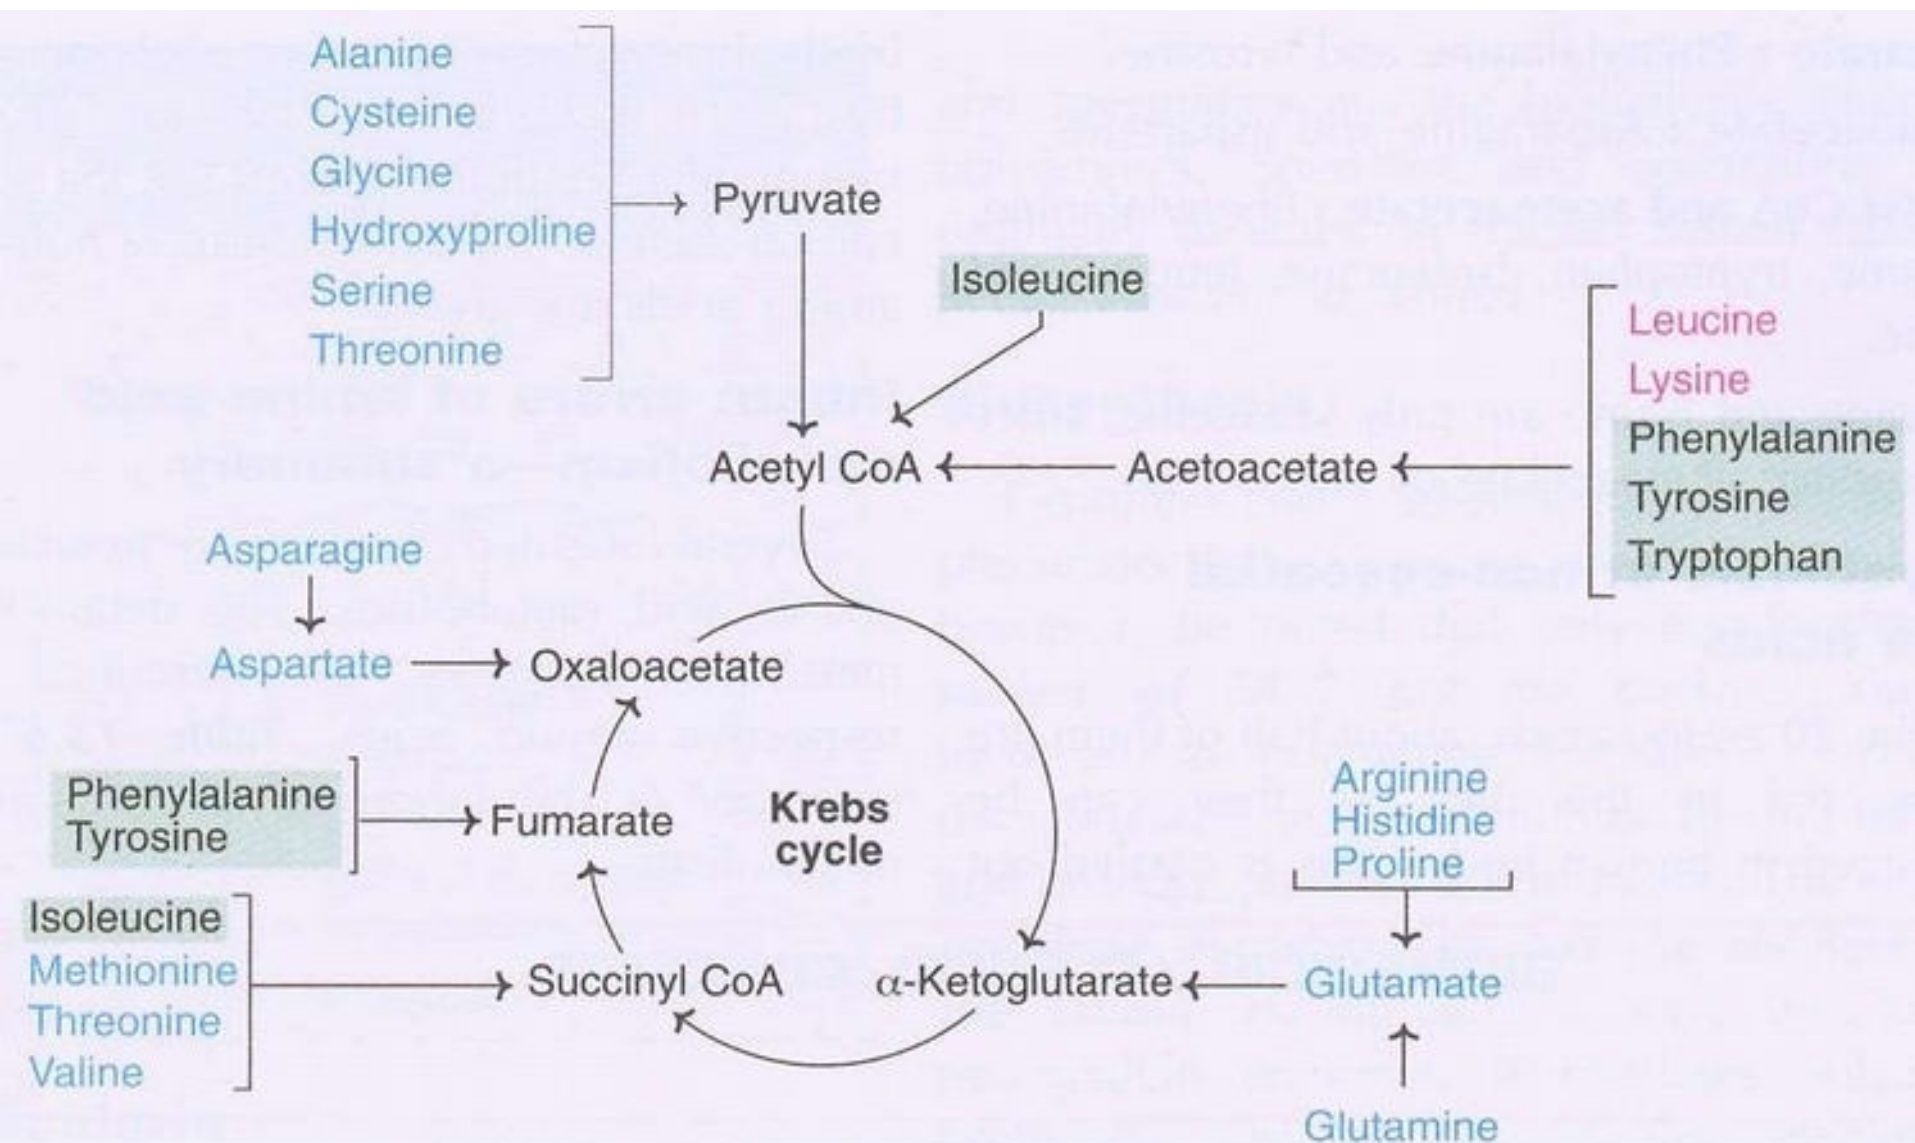 Alanine
Cysteine
Glycine
Hydroxyproline
Serine
Threonine
Pyruvate
Isoleucine
Leucine
Lysine
Phenylalanine
Tyrosine
Tryptophan
Acetyl CoA
Acetoacetate
Asparagine
Aspartate
Oxaloacetate
Phenylalanine
Tyrosine
Fumarate
Krebs
cycle
Arginine
Histidine
Proline
Isoleucine
Methionine
Threonine
Valine
Succinyl CoA
α-Ketoglutarate
Glutamate
Glutamine